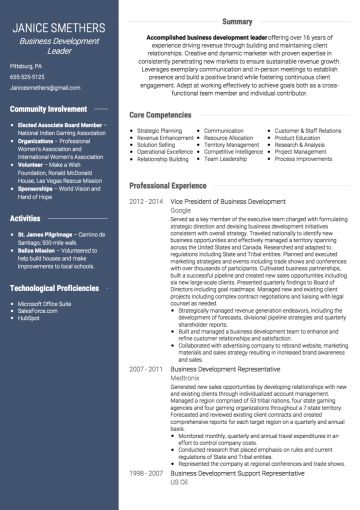 JANICE SMETHERS
Business Development
Leader
Pittsburg, PA
655-525-5125
Janicesmethers@gmail.com
Community Involvement
• Elected Associate Board Member –
National Indian Gaming Association
• Organizations – Professional
Women's Association and
International Women's Association
• Volunteer – Make a Wish
Foundation, Ronald McDonald
House, Las Vegas Rescue Mission
• Sponsorships – World Vision and
Hand of Hope
Activities
• St. James Pilgrimage – Camino de
Santiago; 500-mile walk
• Belize Mission – Volunteered to
help build houses and make
improvements to local schools.
Technological Proficiencies
• Microsoft Office Suite
• SalesForce.com
• HubSpot
Summary
Accomplished business development leader offering over 16 years of
experience driving revenue through building and maintaining client
relationships. Creative and dynamic marketer with proven expertise in
consistently penetrating new markets to ensure sustainable revenue growth.
Leverages exemplary communication and interpersonal skills to establish
presence and build a positive brand while fostering continued client
engagement. Adept at working effectively to achieve goals both as a cross-
functional team member and individual contributor.
Core Competencies
• Strategic Planning
• Revenue Expansion
• Solution Selling
• Operational Development
• Relationship Building
• Communication
• Resource Allocation
• Territory Management
• Competitive Intelligence
• Team Leadership
• Customer & Staff Relations
• Product Education
• Research & Analysis
• Project Management
• Process Improvements
Professional Experience
2012 - 2014 Vice President of Business Development
Google
Served as a key member of the executive team charged with formulating
strategic direction and devising business development initiatives
consistent with overall strategy. Traveled nationally to identify new
business opportunities and effectively managed a territory spanning
across the United States and Canada. Researched and adapted to
regulations including State and Tribal entities. Planned and executed
marketing strategies and events including trade shows and conferences
with over thousands of participants. Cultivated business partnerships,
built a successful pipeline and created new sales opportunities including
six new large-scale clients. Presented quarterly findings to Board of
Directors including goal roadmaps. Managed new and existing client
projects including complex contract negotiations and liaising with legal
counsel as needed
• Strategically managed revenue generation endeavors, including the
development of forecasts, divisional pipeline strategies and quarterly
shareholder reports.
• Built and managed a business development team to enhance and
refine customer relationships and satisfaction.
• Collaborated with advertising company to rebrand website, marketing
materials and sales strategy resulting in increased brand awareness
and sales.
2007 - 2011 Business Development Representative
Medtronix
Generated new sales opportunities by developing relationships with new
and existing clients through individualized account management.
Managed a region comprised of 53 tribal nations, four state gaming
agencies and four gaming organizations throughout a 7-state territory.
Forecasted and reviewed existing client contracts and created
comprehensive reports for each target region on a quarterly and annual
basis.
• Monitored monthly, quarterly and annual travel expenditures in an
effort to control company costs.
• Conducted research that placed emphasis on rules and current
regulations of State and Tribal entities.
• Represented the company at regional conferences and trade shows.
1998 - 2007 Business Development Support Representative
US Oil